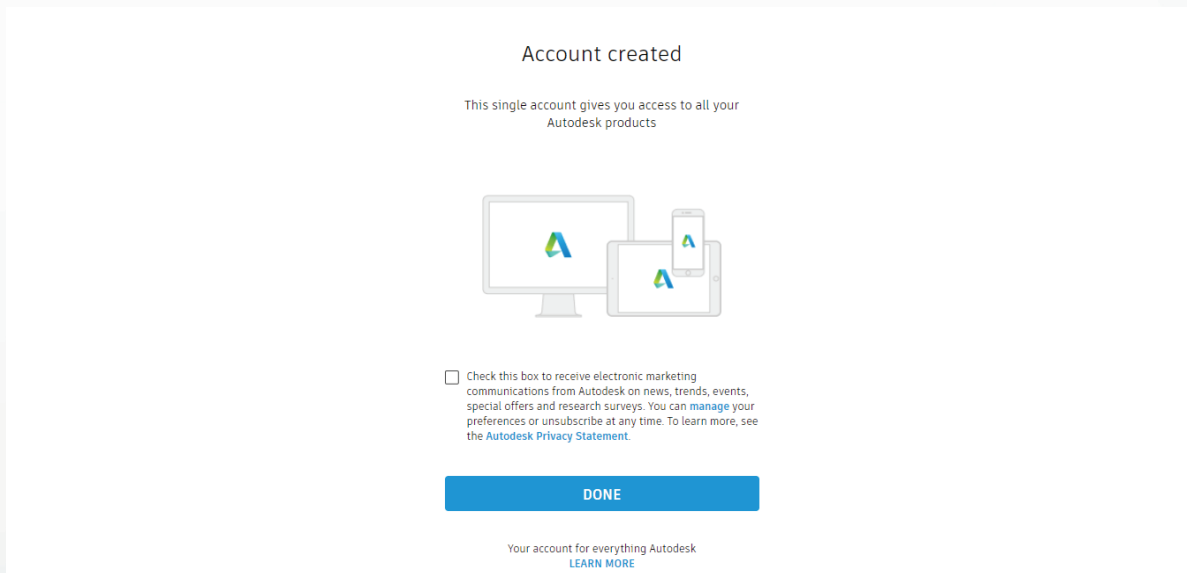 Account created
This single account gives you access to all your
Autodesk products
Check this box to receive electronic marketing
communications from Autodesk on news, trends, events,
special offers and research surveys. You can manage your
preferences or unsubscribe at any time. To learn more, see
the Autodesk Privacy Statement.
DONE
Your account for everything Autodesk
LEARN MORE